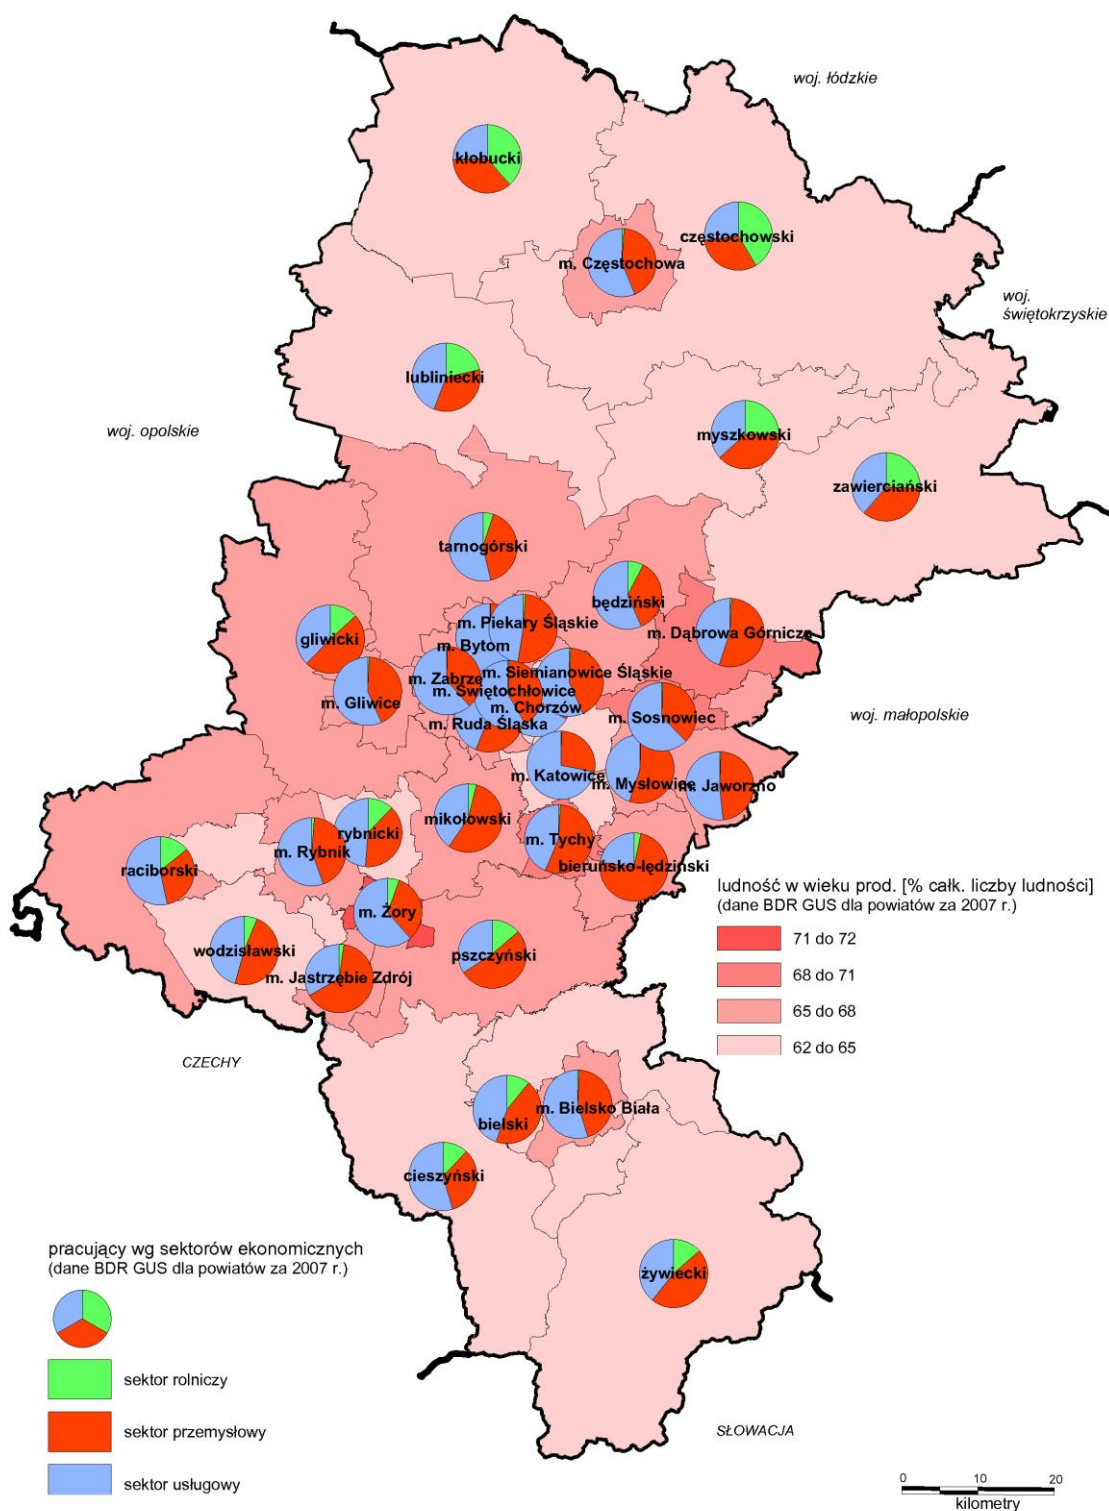 woj. łódzkie
kłobucki
częstochowski
m. Częstochowa
woj.
świętokrzyskie
lubliniecki
woj. opolskie
myszkowski
zawierciański
tarnogórski
będziński
m. Piekary Śląskie
gliwicki
m. Dąbrowa Górnicza
m. Bytom
m. Siemianowice Śląskie
m. Zabrze
m. Świętochłowice
m. Gliwice
m. Chorzów
woj. małopolskie
m. Sosnowiec
m. Ruda Śląska
m. Katowice
m. Mysłowice
m. Jaworzno
mikołowski
rybnicki
m. Tychy
m. Rybnik
bieruńsko-lędziński
raciborski
ludność w wieku prod. [% całk. liczby ludności]
(dane BDR GUS dla powiatów za 2007 r.)
71 do 72
68 do 71
65 do 68
62 do 65
m. Żory
wodzisławski
pszczyński
m. Jastrzębie Zdrój
CZECHY
m. Bielsko Biała
bielski
cieszyński
żywiecki
pracujący wg sektorów ekonomicznych
(dane BDR GUS dla powiatów za 2007 r.)
sektor rolniczy
sektor przemysłowy
sektor usługowy
SŁOWACJA
0 10 20
kilometry